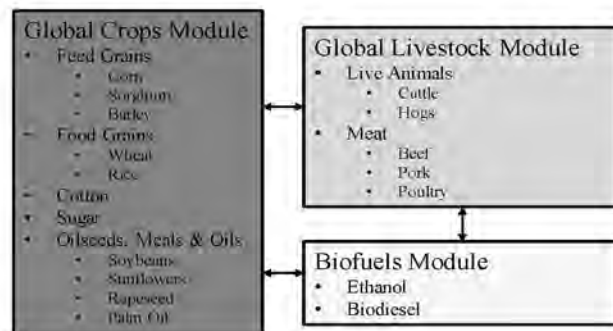 Global Crops Module
• Feed Grains
• Corn
• Sorghum
• Barley
• Food Grains
• Wheat
• Rice
• Cotton
• Sugar
• Oilseeds, Meals & Oils
• Soybeans
• Sunflowers
• Rapeseed
• Palm Oil
Global Livestock Module
• Live Animals
• Cattle
• Hogs
• Meat
• Beef
• Pork
• Poultry
Biofuels Module
• Ethanol
• Biodiesel